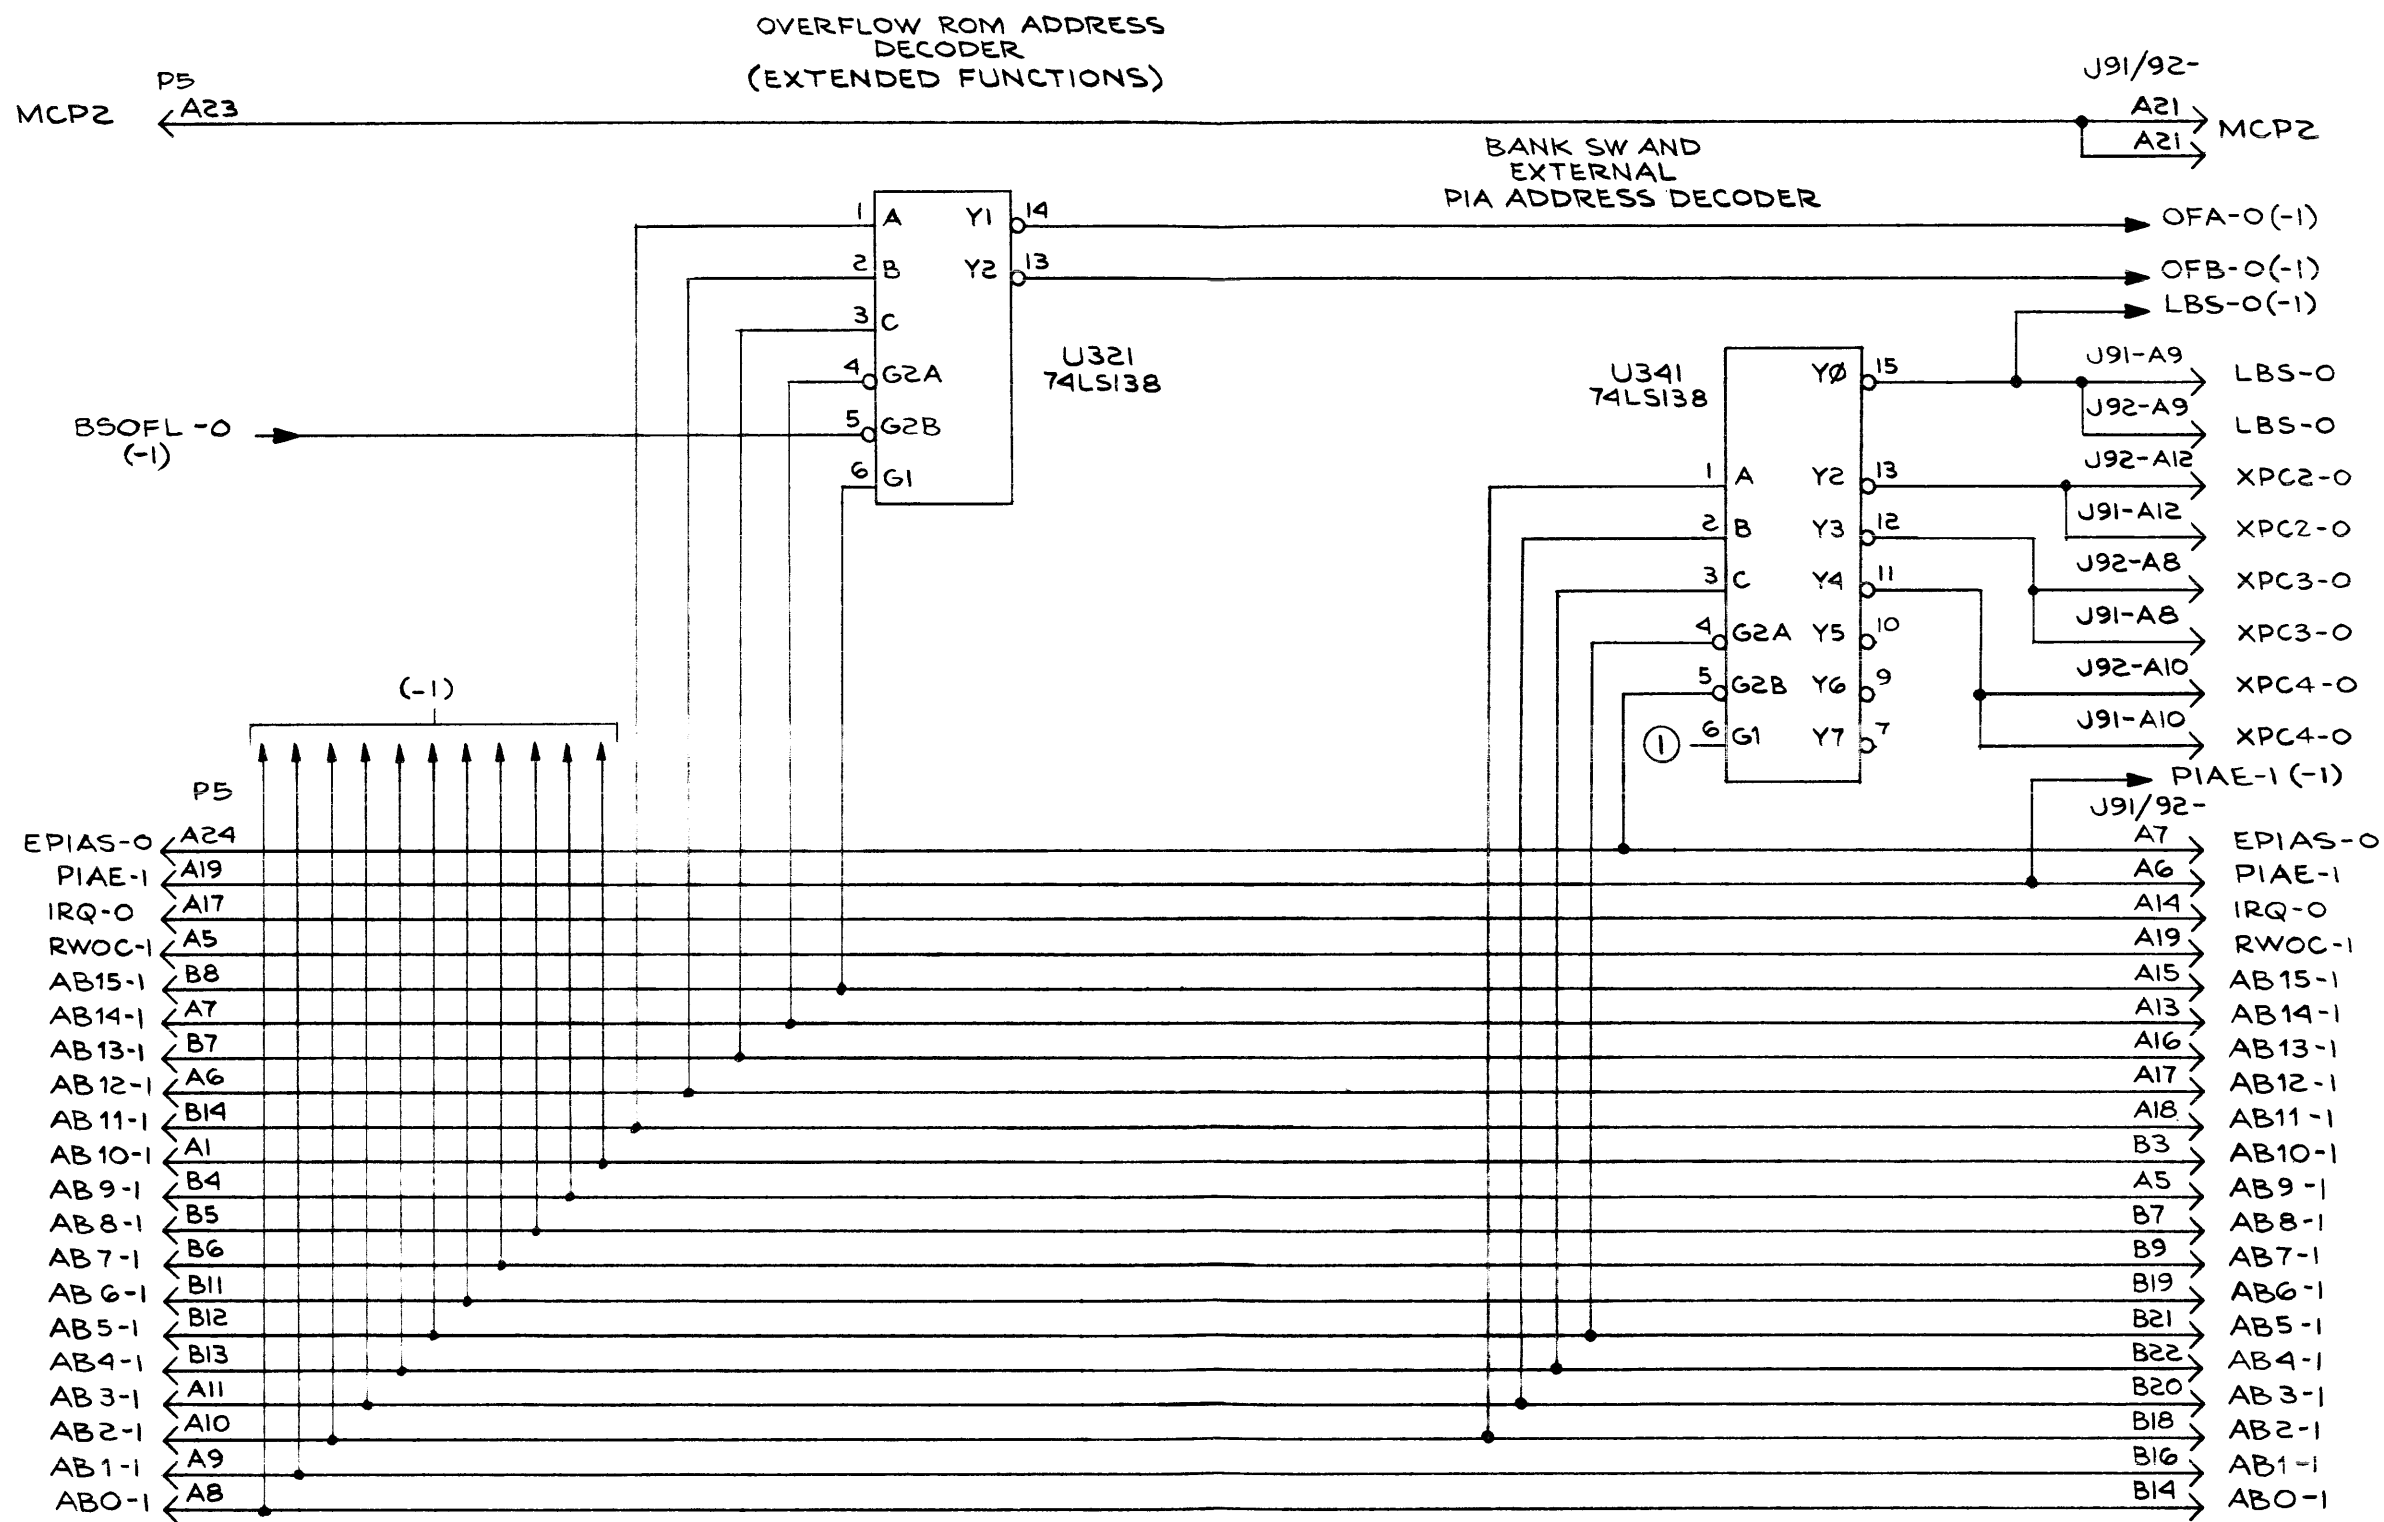 OVERFLOW ROM ADDRESS
DECODER
(EXTENDED FUNCTIONS)
P5
MCP2
A23
J91/92-
A21
MCP2
A21
BANK SW AND
EXTERNAL
PIA ADDRESS DECODER
1 A Y1 14
OFA-0(-1)
2 B Y2 13
OFB-0(-1)
3 C
LBS-0(-1)
4 G2A
U321
74LS138
BSOFL-0
(-1)
5 G2B
6 G1
U341
74LS138
YØ 15
J91-A9
LBS-0
J92-A9
LBS-0
1 A Y2 13
J92-A12
XPC2-0
J91-A12
XPC2-0
2 B Y3 12
J92-A8
XPC3-0
3 C Y4 11
J91-A8
XPC3-0
4 G2A Y5 10
J92-A10
XPC4-0
5 G2B Y6 9
J91-A10
XPC4-0
1 6 G1 Y7 7
PIAE-1 (-1)
(-1)
P5
J91/92-
EPIAS-0 A24 A7 EPIAS-0
PIAE-1 A19 A6 PIAE-1
IRQ-0 A17 A14 IRQ-0
RWOC-1 A5 A19 RWOC-1
AB15-1 B8 A15 AB15-1
AB14-1 A7 A13 AB14-1
AB13-1 B7 A16 AB13-1
AB12-1 A6 A17 AB12-1
AB11-1 B14 A18 AB11-1
AB10-1 A1 B3 AB10-1
AB9-1 B4 A5 AB9-1
AB8-1 B5 B7 AB8-1
AB7-1 B6 B9 AB7-1
AB6-1 B11 B19 AB6-1
AB5-1 B12 B21 AB5-1
AB4-1 B13 B22 AB4-1
AB3-1 A11 B20 AB3-1
AB2-1 A10 B18 AB2-1
AB1-1 A9 B16 AB1-1
AB0-1 A8 B14 AB0-1